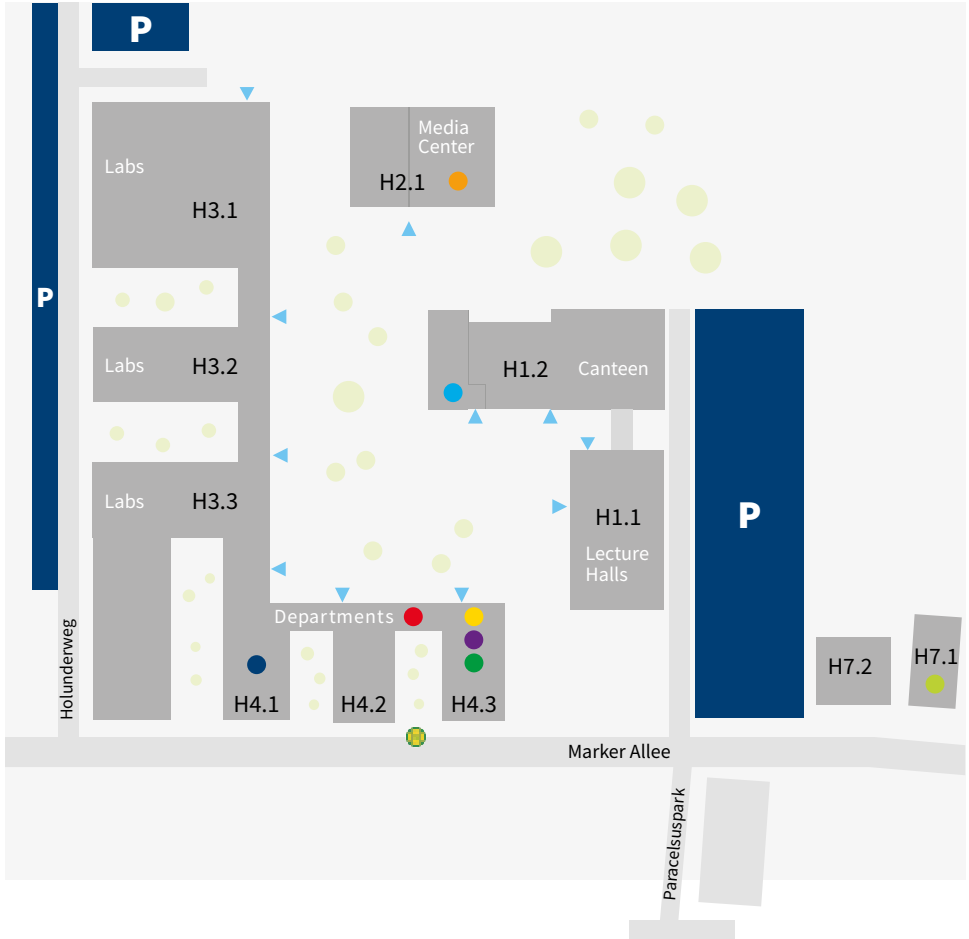 P
Labs
H3.1
Media
Center
H2.1
P
Labs
H3.2
H1.2
Canteen
Labs
H3.3
H1.1
Lecture
Halls
P
Departments
H4.1
H4.2
H4.3
H7.2
H7.1
Holunderweg
Marker Allee
Paracelsuspark